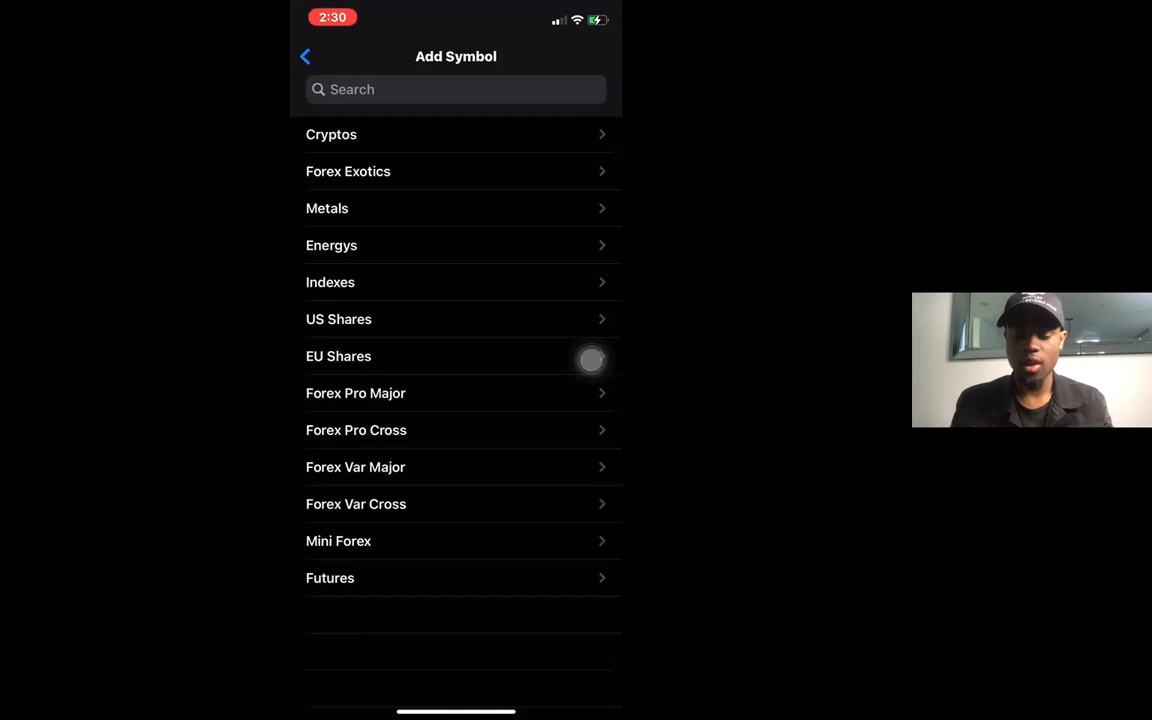 2:30
Add Symbol
Search
Cryptos
Forex Exotics
Metals
Energys
Indexes
US Shares
EU Shares
Forex Pro Major
Forex Pro Cross
Forex Var Major
Forex Var Cross
Mini Forex
Futures